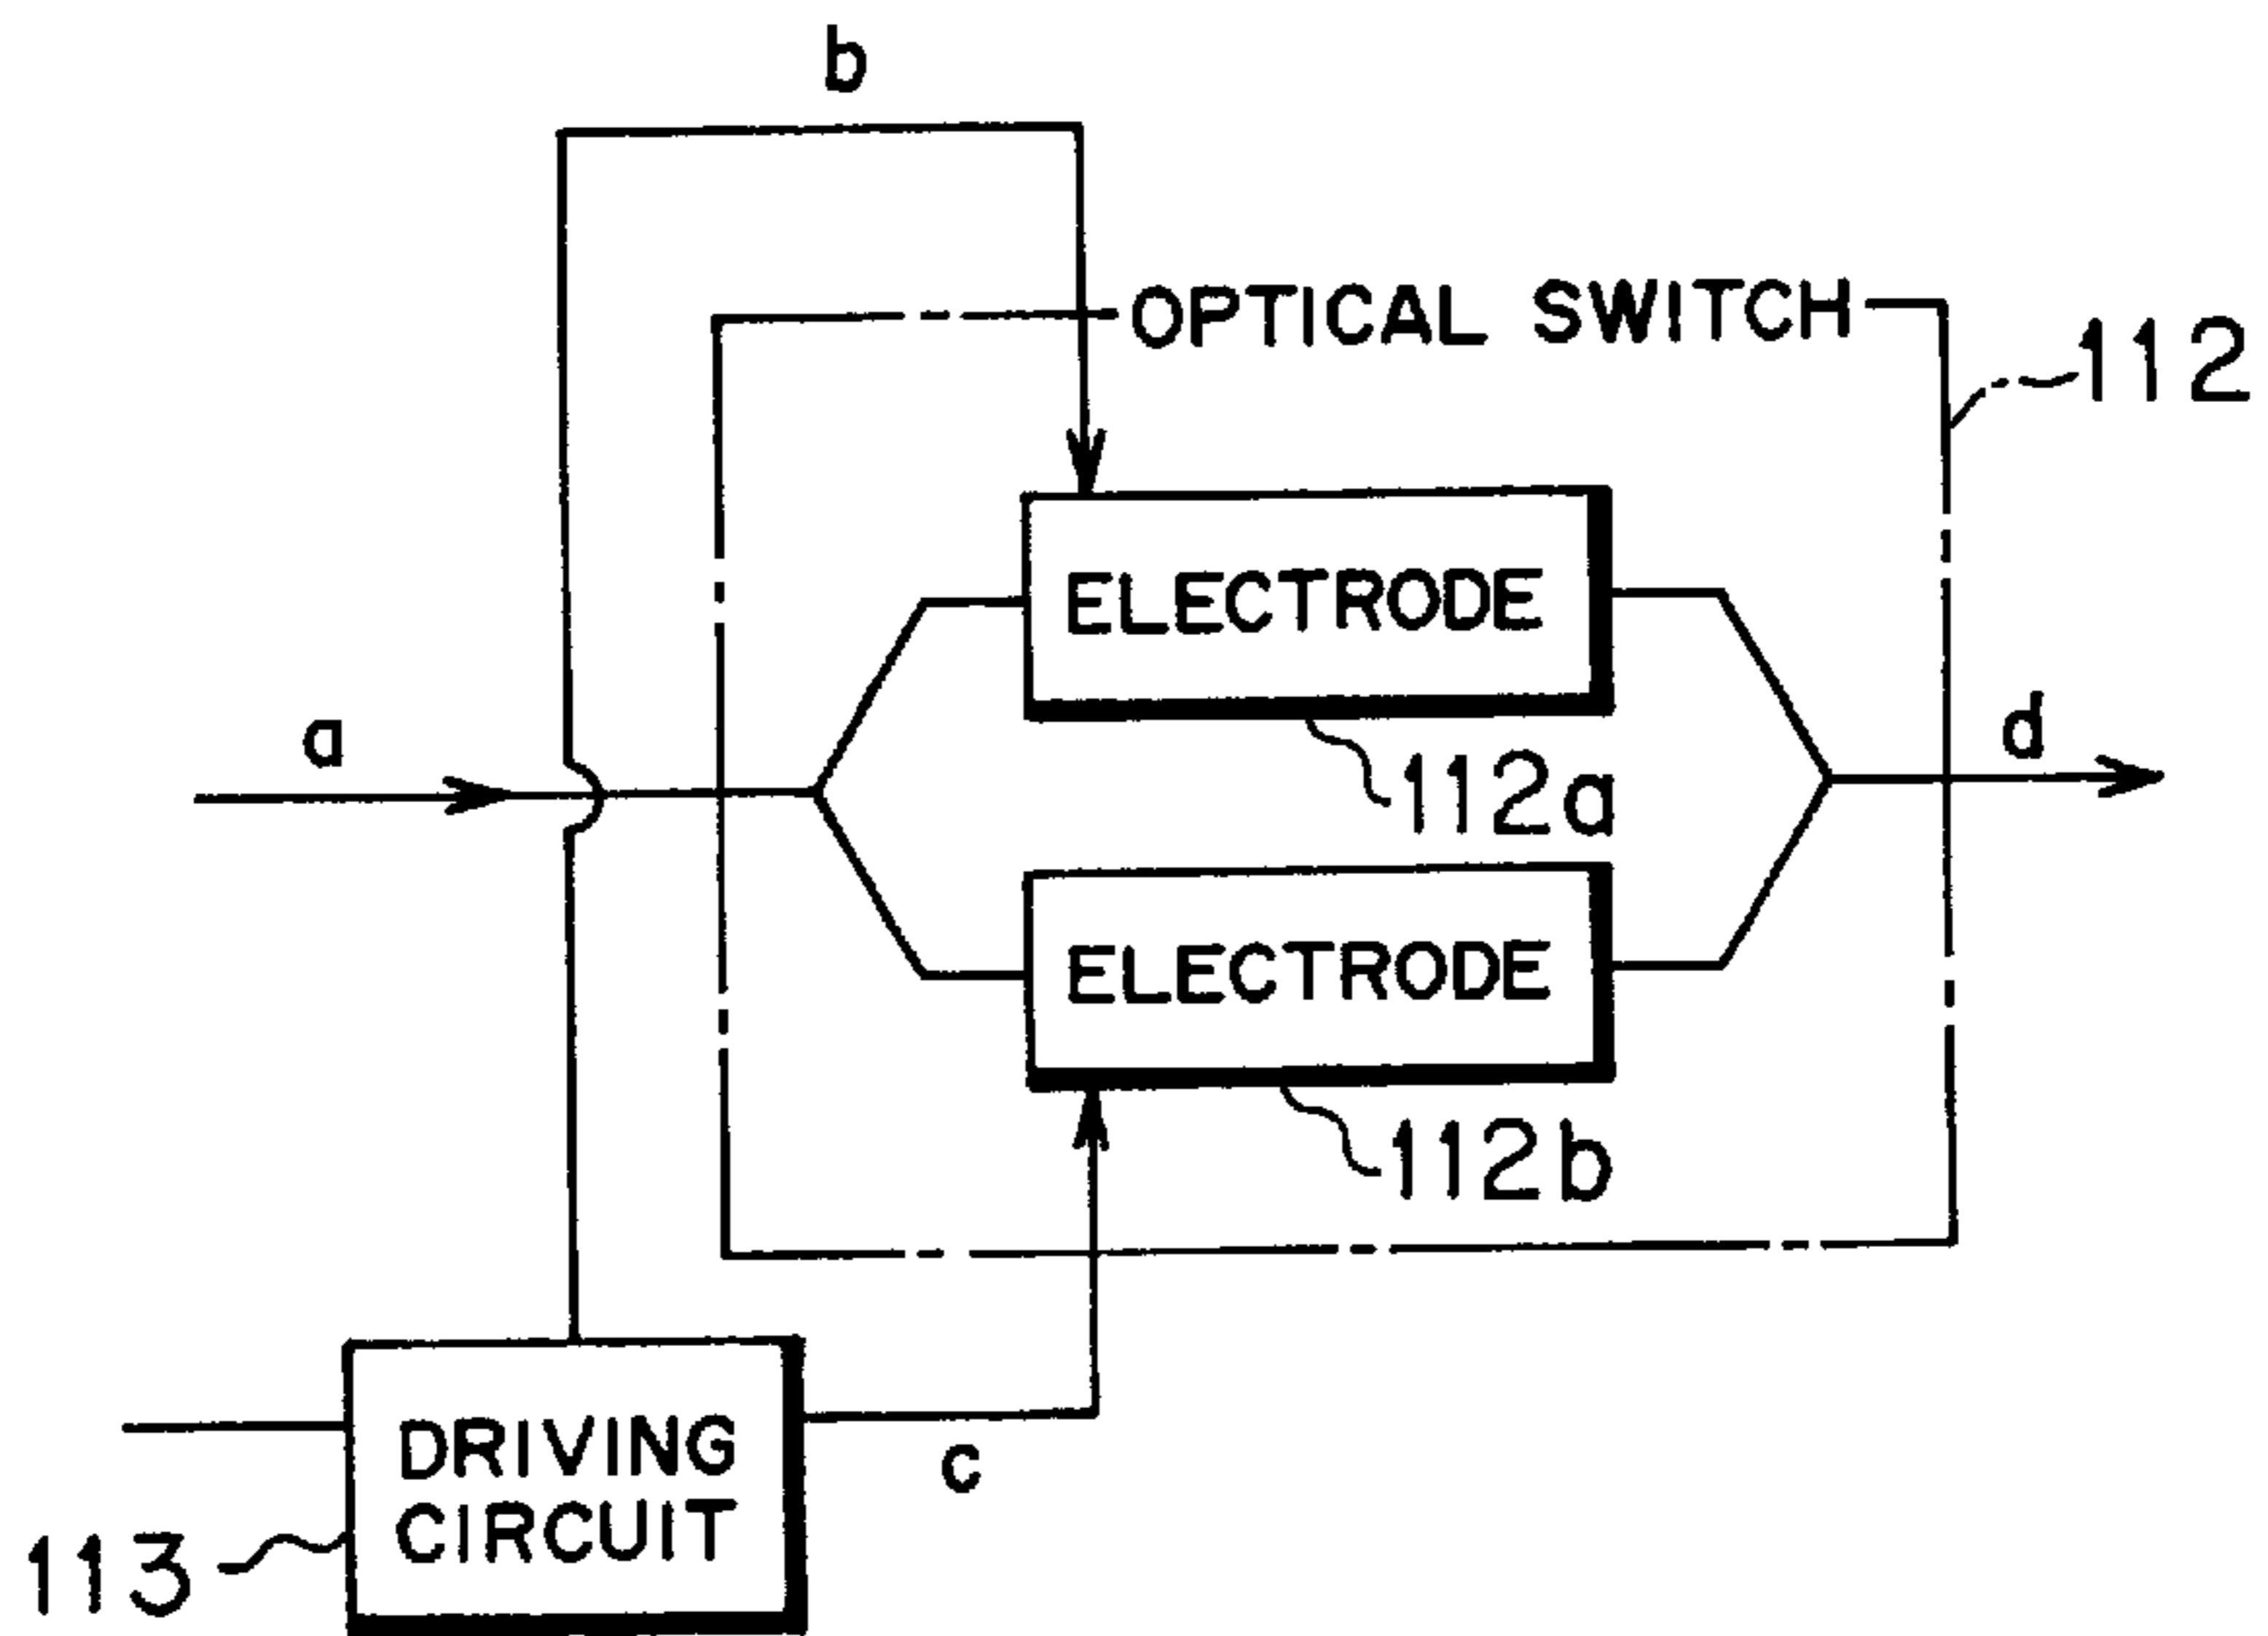 b
OPTICAL SWITCH
112
ELECTRODE
a
d
112a
ELECTRODE
112b
DRIVING
CIRCUIT
c
113